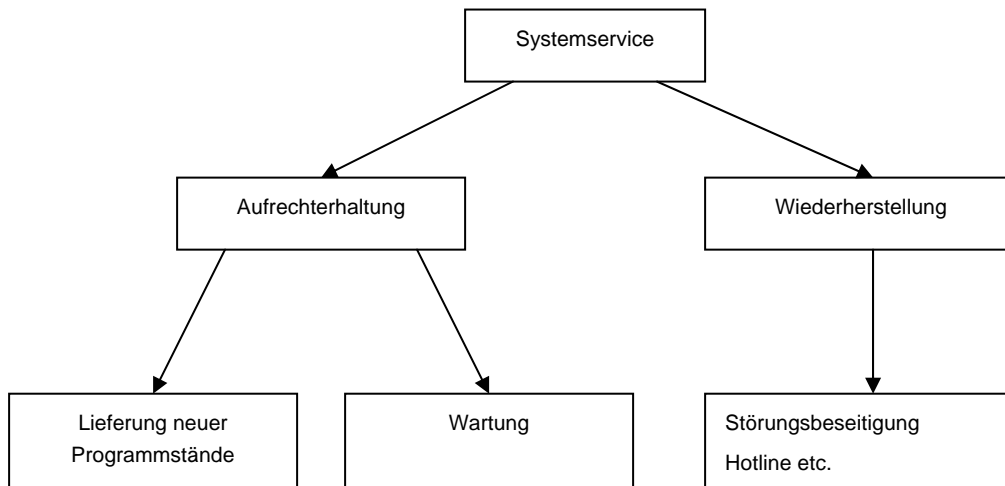 Systemservice
Aufrechterhaltung
Wiederherstellung
Lieferung neuer
Programmstände
Wartung
Störungsbeseitigung
Hotline etc.